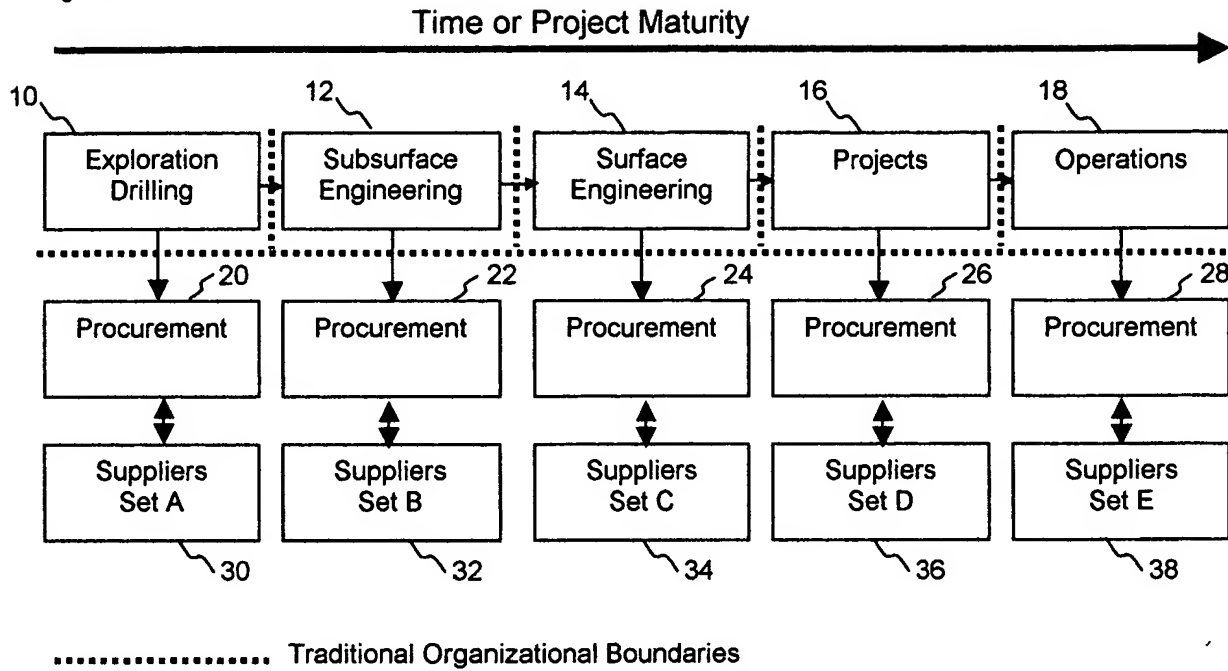 Time or Project Maturity
10
12
14
16
18
Exploration
Drilling
Subsurface
Engineering
Surface
Engineering
Projects
Operations
20
22
24
26
28
Procurement
Procurement
Procurement
Procurement
Procurement
Suppliers
Set A
Suppliers
Set B
Suppliers
Set C
Suppliers
Set D
Suppliers
Set E
30
32
34
36
38
Traditional Organizational Boundaries